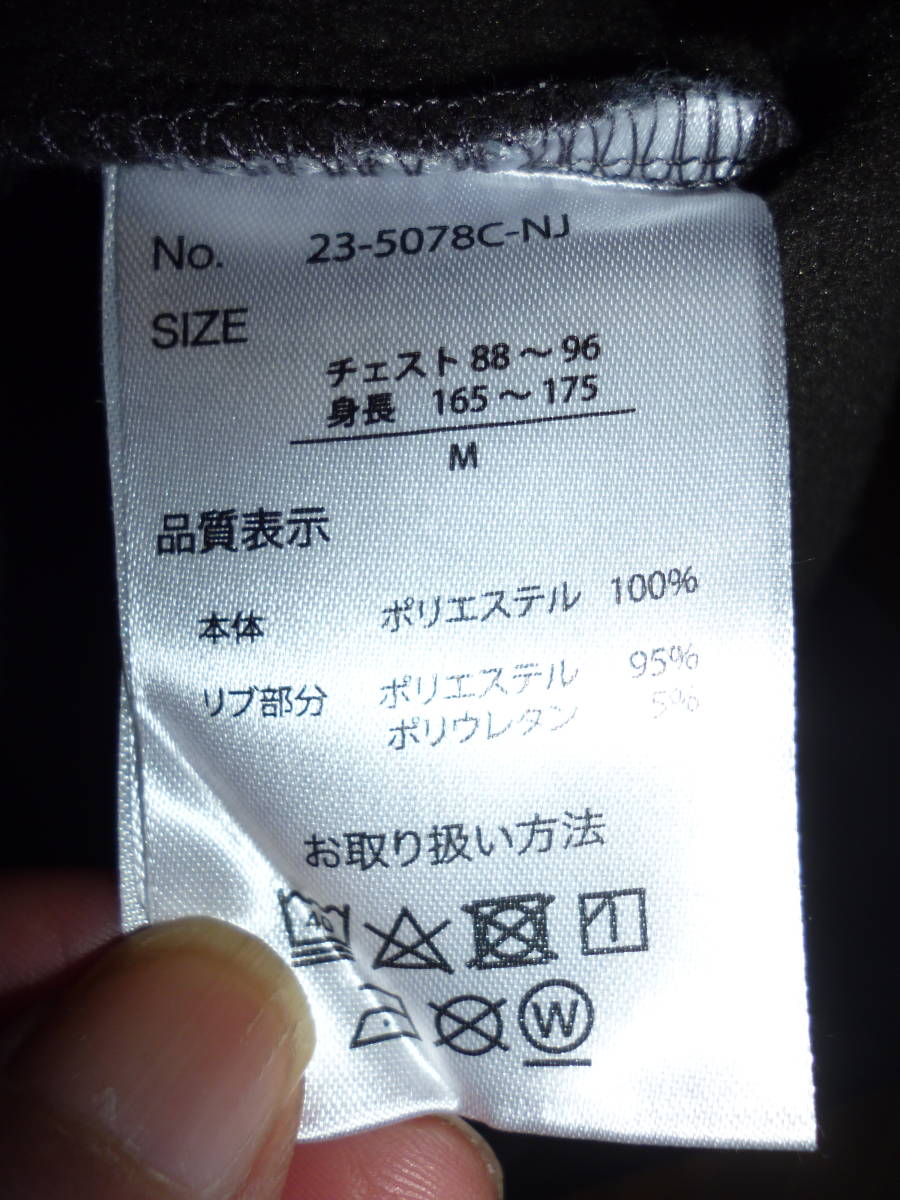 No. 23-5078C-NJ
SIZE
チェスト 88～96
身長 165～175
M
品質表示
本体 ポリエステル 100%
リブ部分 ポリエステル 95%
ポリウレタン 5%
お取り扱い方法
40
W